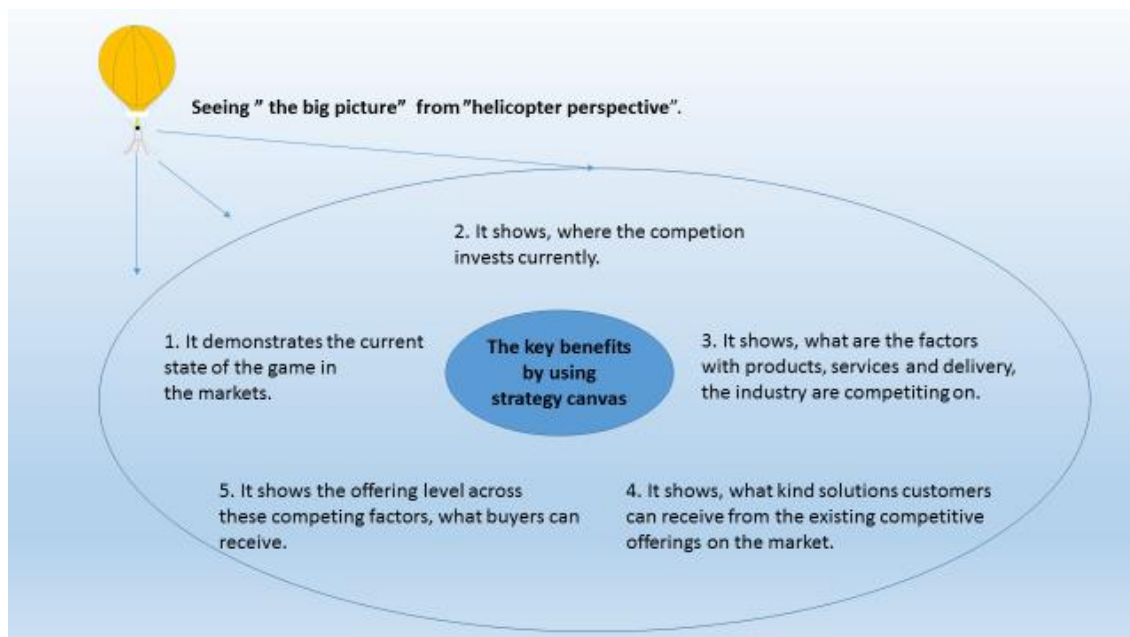 Seeing ” the big picture” from ”helicopter perspective”.
2. It shows, where the competion
invests currently.
1. It demonstrates the current
state of the game in
the markets.
The key benefits
by using
strategy canvas
3. It shows, what are the factors
with products, services and delivery,
the industry are competiting on.
5. It shows the offering level across
these competing factors, what buyers can
receive.
4. It shows, what kind solutions customers
can receive from the existing competitive
offerings on the market.